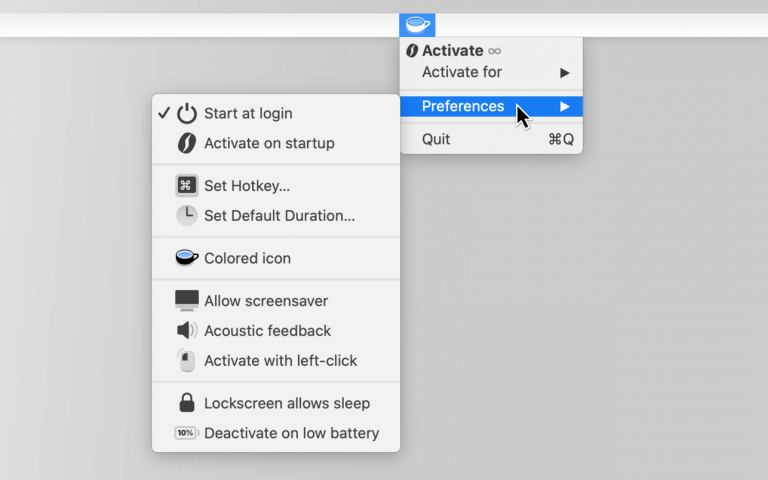 Activate ∞
Activate for
Preferences
Quit ⌘Q
Start at login
Activate on startup
Set Hotkey...
Set Default Duration...
Colored icon
Allow screensaver
Acoustic feedback
Activate with left-click
Lockscreen allows sleep
10% Deactivate on low battery